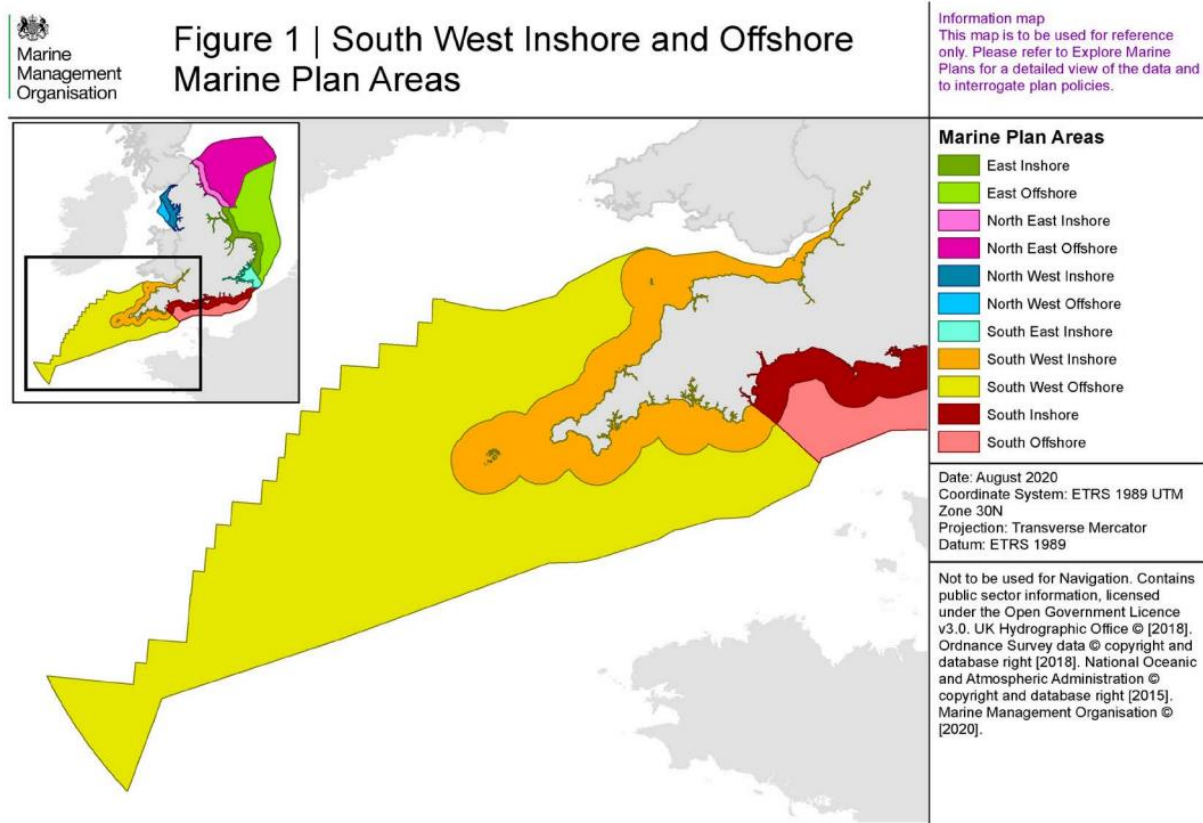 Marine
Management
Organisation
Figure 1 | South West Inshore and Offshore
Marine Plan Areas
Information map
This map is to be used for reference
only. Please refer to Explore Marine
Plans for a detailed view of the data and
to interrogate plan policies.
Marine Plan Areas
East Inshore
East Offshore
North East Inshore
North East Offshore
North West Inshore
North West Offshore
South East Inshore
South West Inshore
South West Offshore
South Inshore
South Offshore
Date: August 2020
Coordinate System: ETRS 1989 UTM
Zone 30N
Projection: Transverse Mercator
Datum: ETRS 1989
Not to be used for Navigation. Contains
public sector information, licensed
under the Open Government Licence
v3.0. UK Hydrographic Office © [2018].
Ordnance Survey data © copyright and
database right [2018]. National Oceanic
and Atmospheric Administration ©
copyright and database right [2015].
Marine Management Organisation ©
[2020].